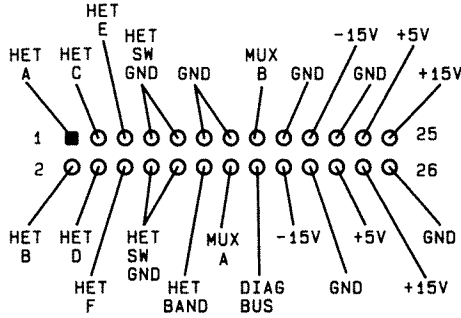 HET E
HET A
HET C
HET SW GND
GND
MUX B
GND
-15V
GND
+5V
+15V
1
25
2
26
HET B
HET D
HET F
HET SW GND
HET BAND
MUX A
DIAG BUS
-15V
GND
+5V
+15V
GND